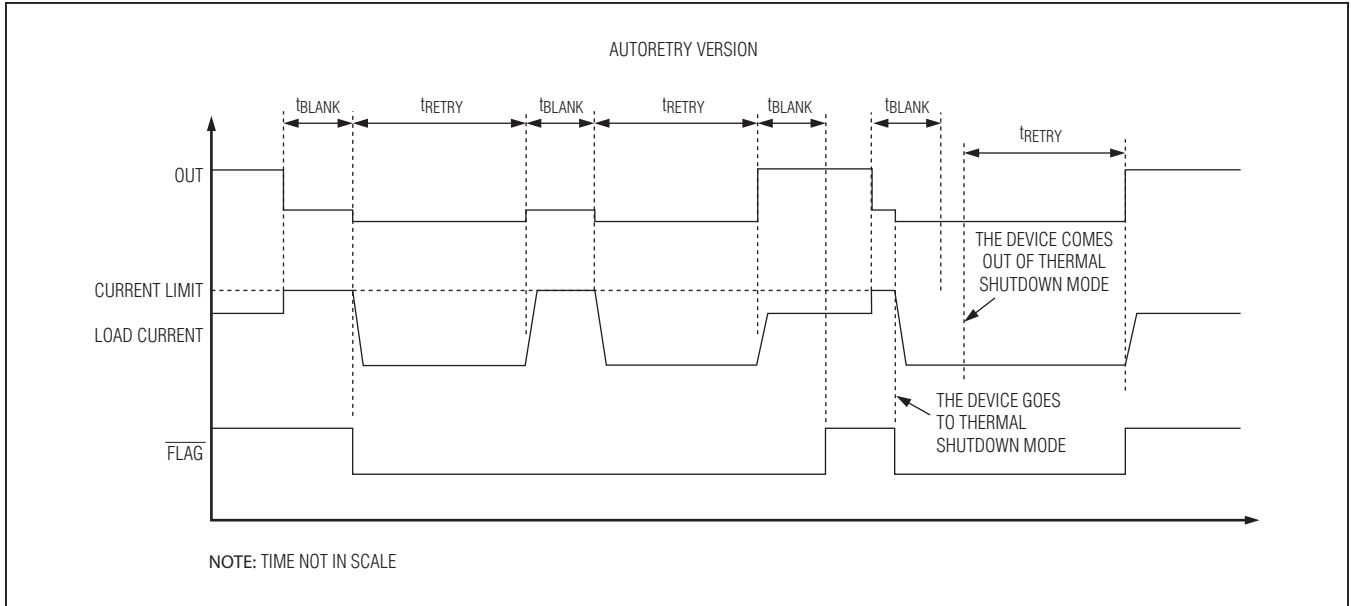 AUTORETRY VERSION
tBLANK
tRETRY
tBLANK
tRETRY
tBLANK
tBLANK
tRETRY
OUT
THE DEVICE COMES
OUT OF THERMAL
SHUTDOWN MODE
CURRENT LIMIT
LOAD CURRENT
THE DEVICE GOES
TO THERMAL
SHUTDOWN MODE
FLAG
NOTE: TIME NOT IN SCALE